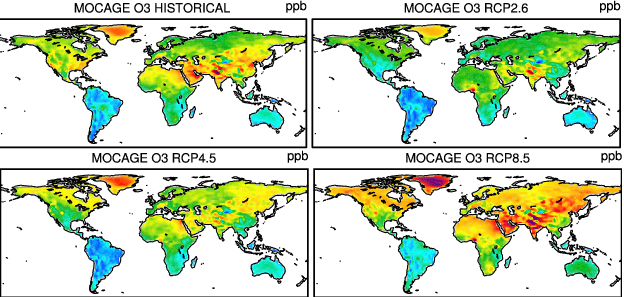 MOCAGE O3 HISTORICAL ppb
MOCAGE O3 RCP2.6 ppb
MOCAGE O3 RCP4.5 ppb
MOCAGE O3 RCP8.5 ppb